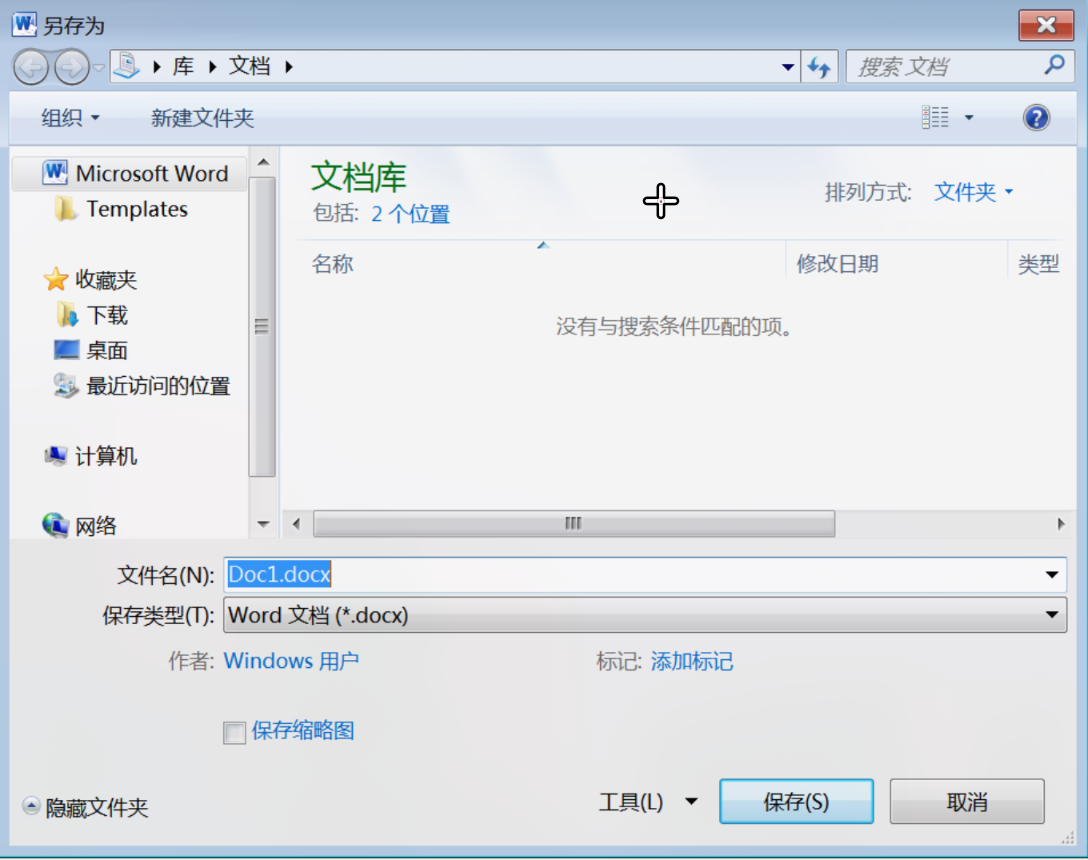 另存为
库 文档
搜索 文档
组织 新建文件夹
Microsoft Word
Templates
收藏夹
下载
桌面
最近访问的位置
计算机
网络
文档库
包括: 2 个位置
排列方式: 文件夹
名称 修改日期 类型
没有与搜索条件匹配的项。
文件名(N): Doc1.docx
保存类型(T): Word 文档 (*.docx)
作者: Windows 用户 标记: 添加标记
保存缩略图
隐藏文件夹 工具(L) 保存(S) 取消